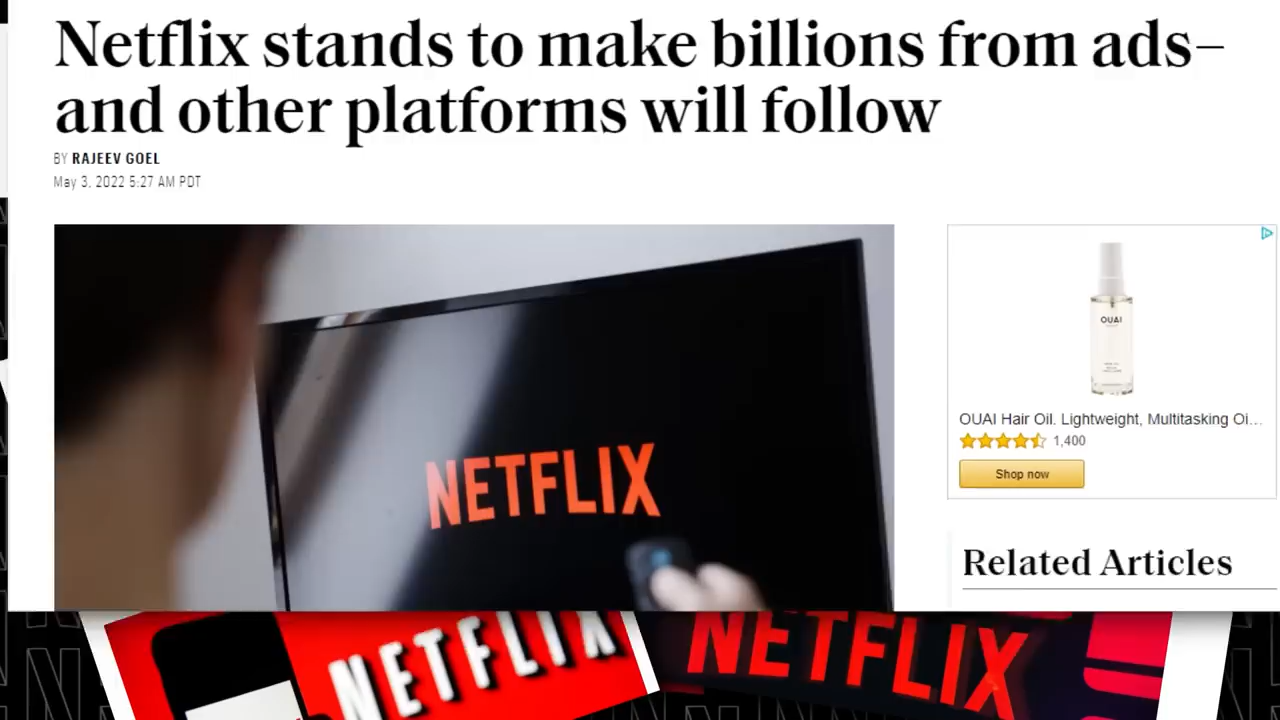 Netflix stands to make billions from ads–
and other platforms will follow
BY RAJEEV GOEL
May 3, 2022 5:27 AM PDT
NETFLIX
OUAI
OUAI Hair Oil. Lightweight, Multitasking Oi...
1,400
Shop now
Related Articles
NETFLIX
NETFLIX